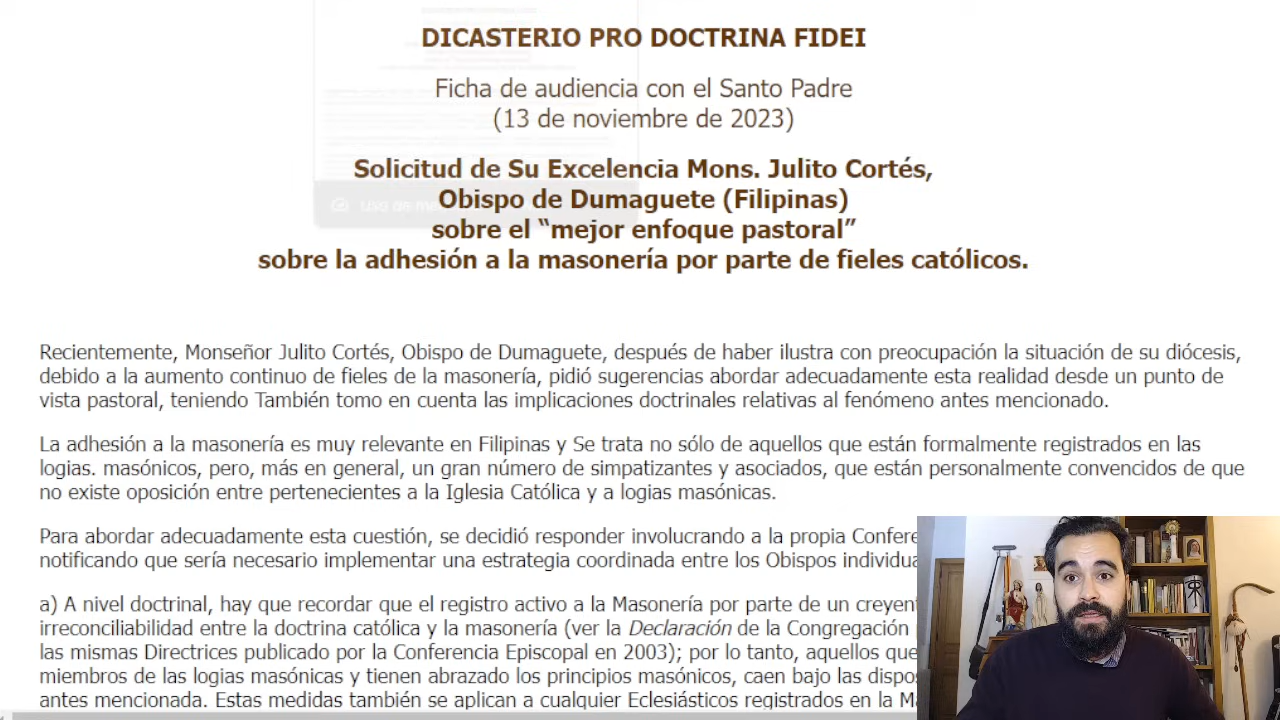 DICASTERIO PRO DOCTRINA FIDEI
Ficha de audiencia con el Santo Padre
(13 de noviembre de 2023)
Solicitud de Su Excelencia Mons. Julito Cortés,
Obispo de Dumaguete (Filipinas)
sobre el “mejor enfoque pastoral”
sobre la adhesión a la masonería por parte de fieles católicos.
Recientemente, Monseñor Julito Cortés, Obispo de Dumaguete, después de haber ilustra con preocupación la situación de su diócesis,
debido a la aumento continuo de fieles de la masonería, pidió sugerencias abordar adecuadamente esta realidad desde un punto de
vista pastoral, teniendo También tomo en cuenta las implicaciones doctrinales relativas al fenómeno antes mencionado.
La adhesión a la masonería es muy relevante en Filipinas y Se trata no sólo de aquellos que están formalmente registrados en las
logias. masónicos, pero, más en general, un gran número de simpatizantes y asociados, que están personalmente convencidos de que
no existe oposición entre pertenecientes a la Iglesia Católica y a logias masónicas.
Para abordar adecuadamente esta cuestión, se decidió responder involucrando a la propia Confere
notificando que sería necesario implementar una estrategia coordinada entre los Obispos individua
a) A nivel doctrinal, hay que recordar que el registro activo a la Masonería por parte de un creyent
irreconciliabilidad entre la doctrina católica y la masonería (ver la Declaración de la Congregación
las mismas Directrices publicado por la Conferencia Episcopal en 2003); por lo tanto, aquellos que
miembros de las logias masónicas y tienen abrazado los principios masónicos, caen bajo las dispos
antes mencionada. Estas medidas también se aplican a cualquier Eclesiásticos registrados en la Ma